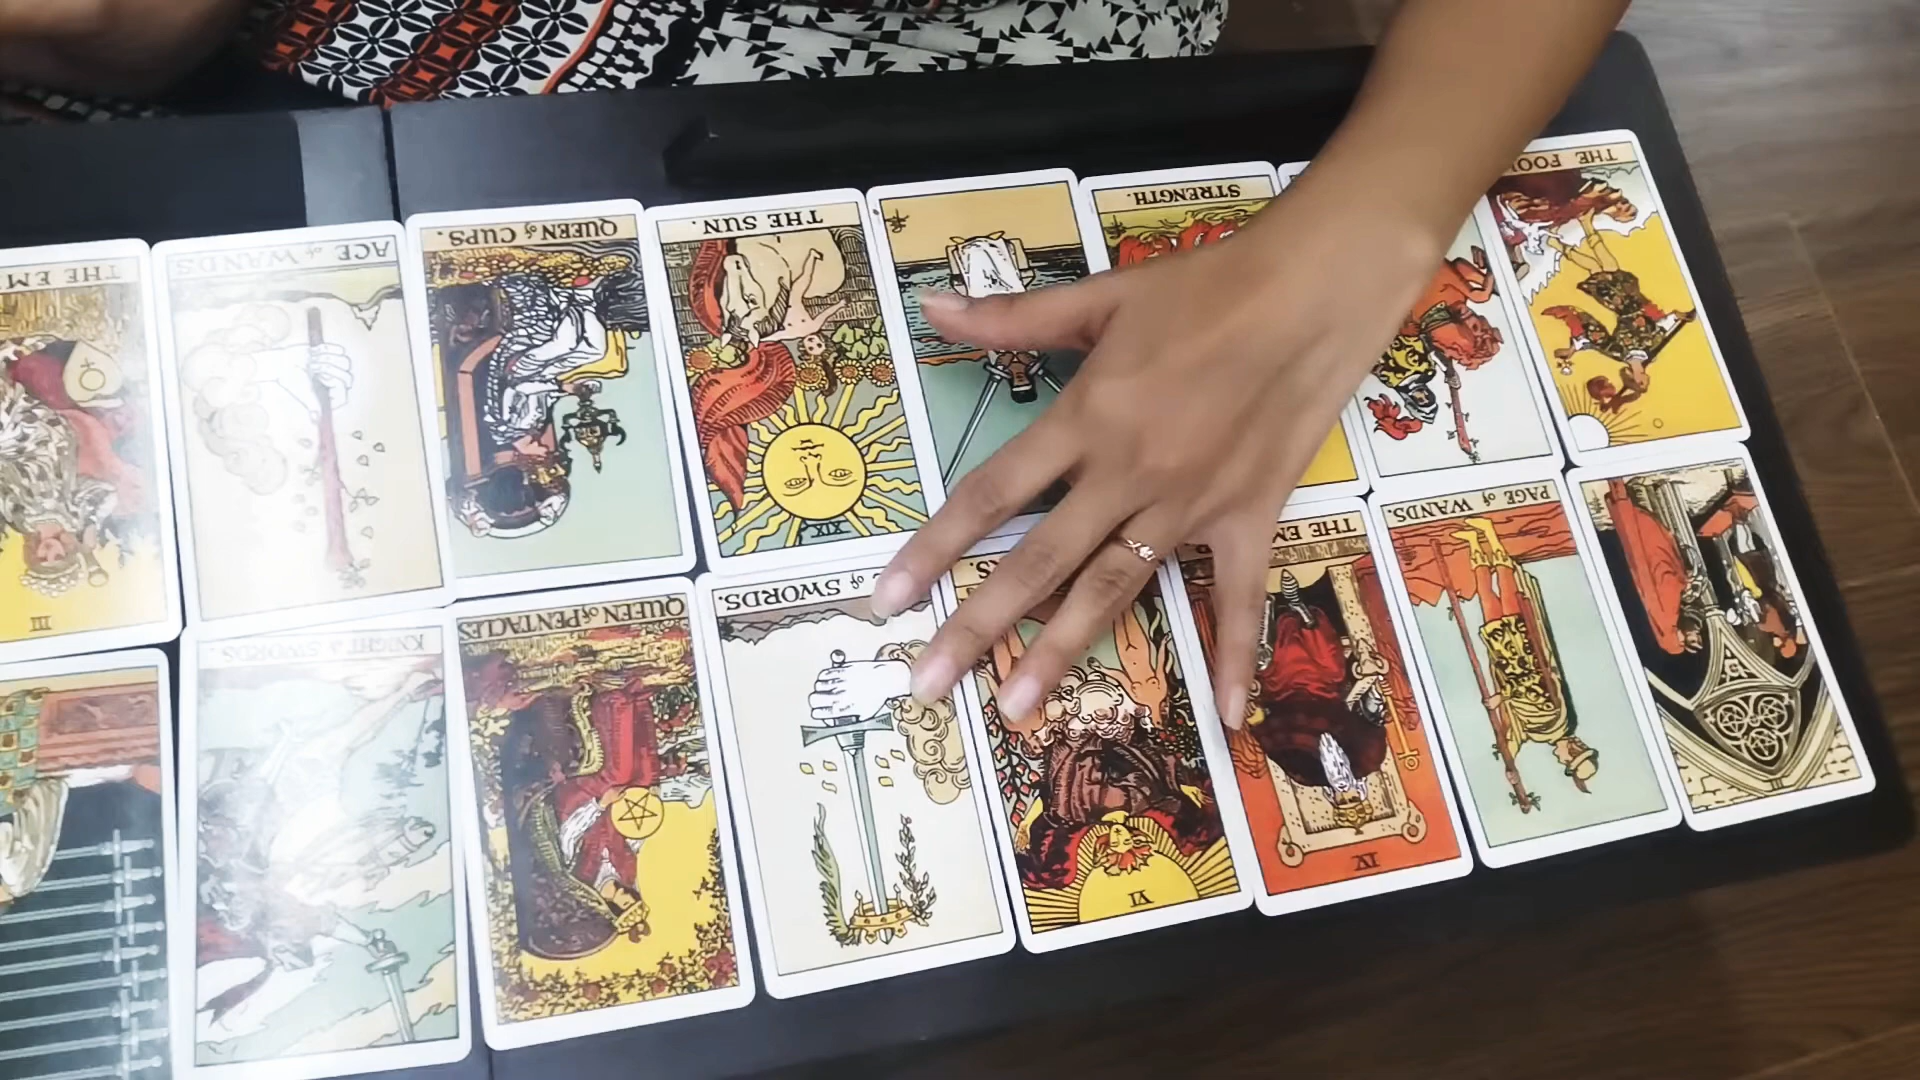 THE EM
ACE of WANDS.
QUEEN of CUPS.
THE SUN.
STRENGTH.
THE FOO
III
XIX
KNIGHT of SWORDS.
QUEEN of PENTACLES
of SWORDS.
S.
THE EM R
PAGE of WANDS.
VI
IV